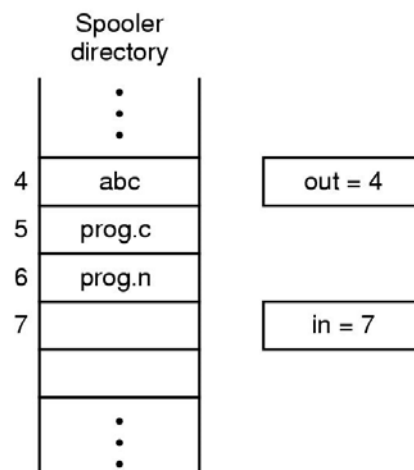 Spooler
directory
4 abc out = 4
5 prog.c
6 prog.n
7 in = 7